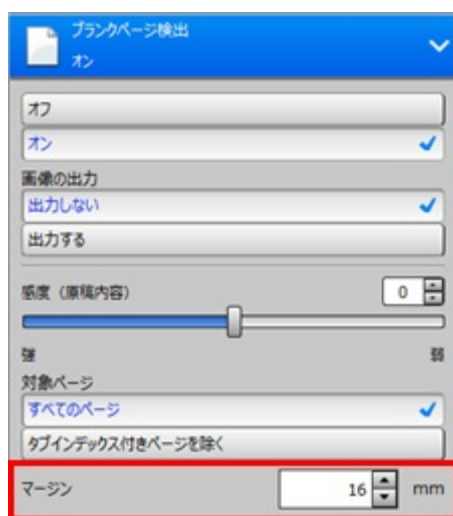 ブランクページ検出
オン
オフ
オン
画像の出力
出力しない
出力する
感度（原稿内容） 0
強 弱
対象ページ
すべてのページ
タブインデックス付きページを除く
マージン 16 mm